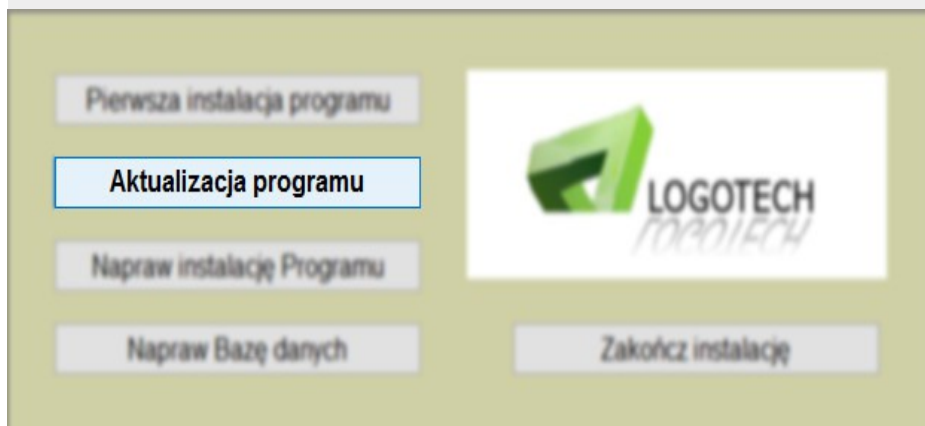 Pierwsza instalacja programu
Aktualizacja programu
LOGOTECH
Napraw instalację Programu
Napraw Bazę danych
Zakończ instalację